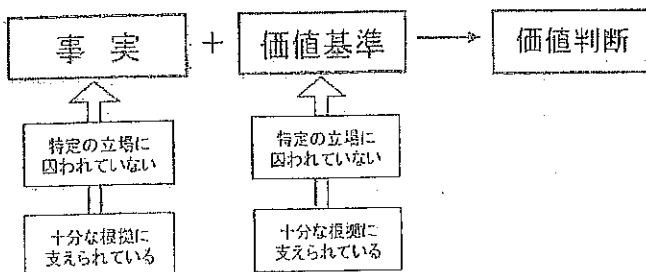 事実 + 価値基準 → 価値判断
特定の立場に
囚われていない
特定の立場に
囚われていない
十分な根拠に
支えられている
十分な根拠に
支えられている